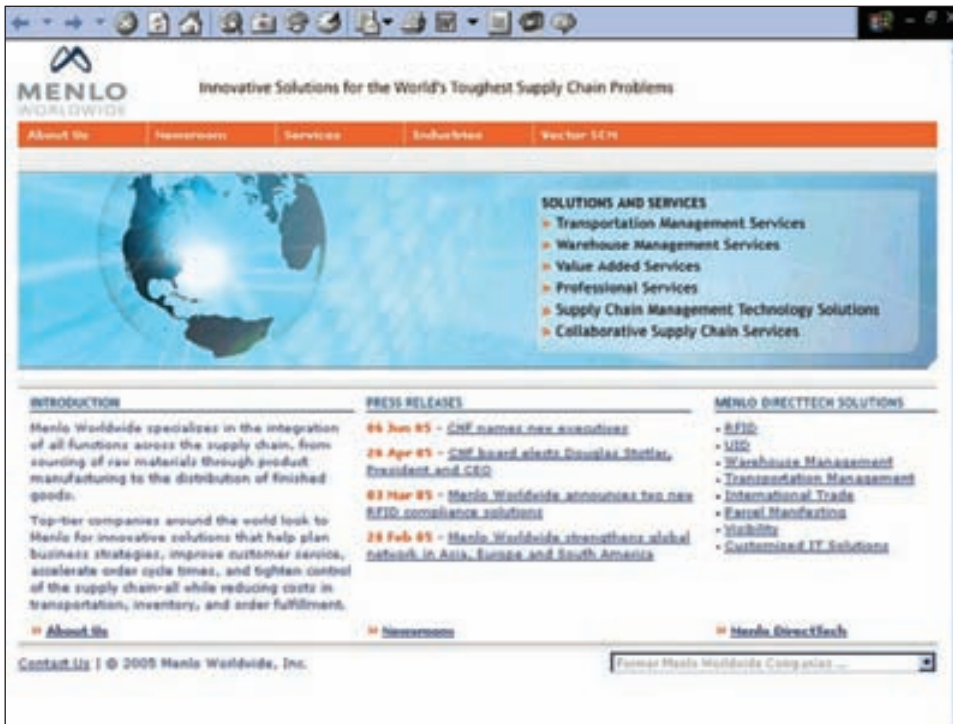 MENLO
WORLDWIDE
Innovative Solutions for the World's Toughest Supply Chain Problems
About Us
Newsroom
Services
Industries
Vector SCM
SOLUTIONS AND SERVICES
» Transportation Management Services
» Warehouse Management Services
» Value Added Services
» Professional Services
» Supply Chain Management Technology Solutions
» Collaborative Supply Chain Services
INTRODUCTION
Menlo Worldwide specializes in the integration
of all functions across the supply chain, from
sourcing of raw materials through product
manufacturing to the distribution of finished
goods.
Top-tier companies around the world look to
Menlo for innovative solutions that help plan
business strategies, improve customer service,
accelerate order cycle times, and tighten control
of the supply chain-all while reducing costs in
transportation, inventory, and order fulfillment.
» About Us
PRESS RELEASES
06 Jun 05 - CNF names new executives
26 Apr 05 - CNF board elects Douglas Stotlar,
President and CEO
03 Mar 05 - Menlo Worldwide announces two new
RFID compliance solutions
28 Feb 05 - Menlo Worldwide strengthens global
network in Asia, Europe and South America
» Newsroom
MENLO DIRECTTECH SOLUTIONS
• RFID
• UID
• Warehouse Management
• Transportation Management
• International Trade
• Parcel Manifesting
• Visibility
• Customized IT Solutions
» Menlo DirectTech
Contact Us | © 2005 Menlo Worldwide, Inc.
Former Menlo Worldwide Companies ...